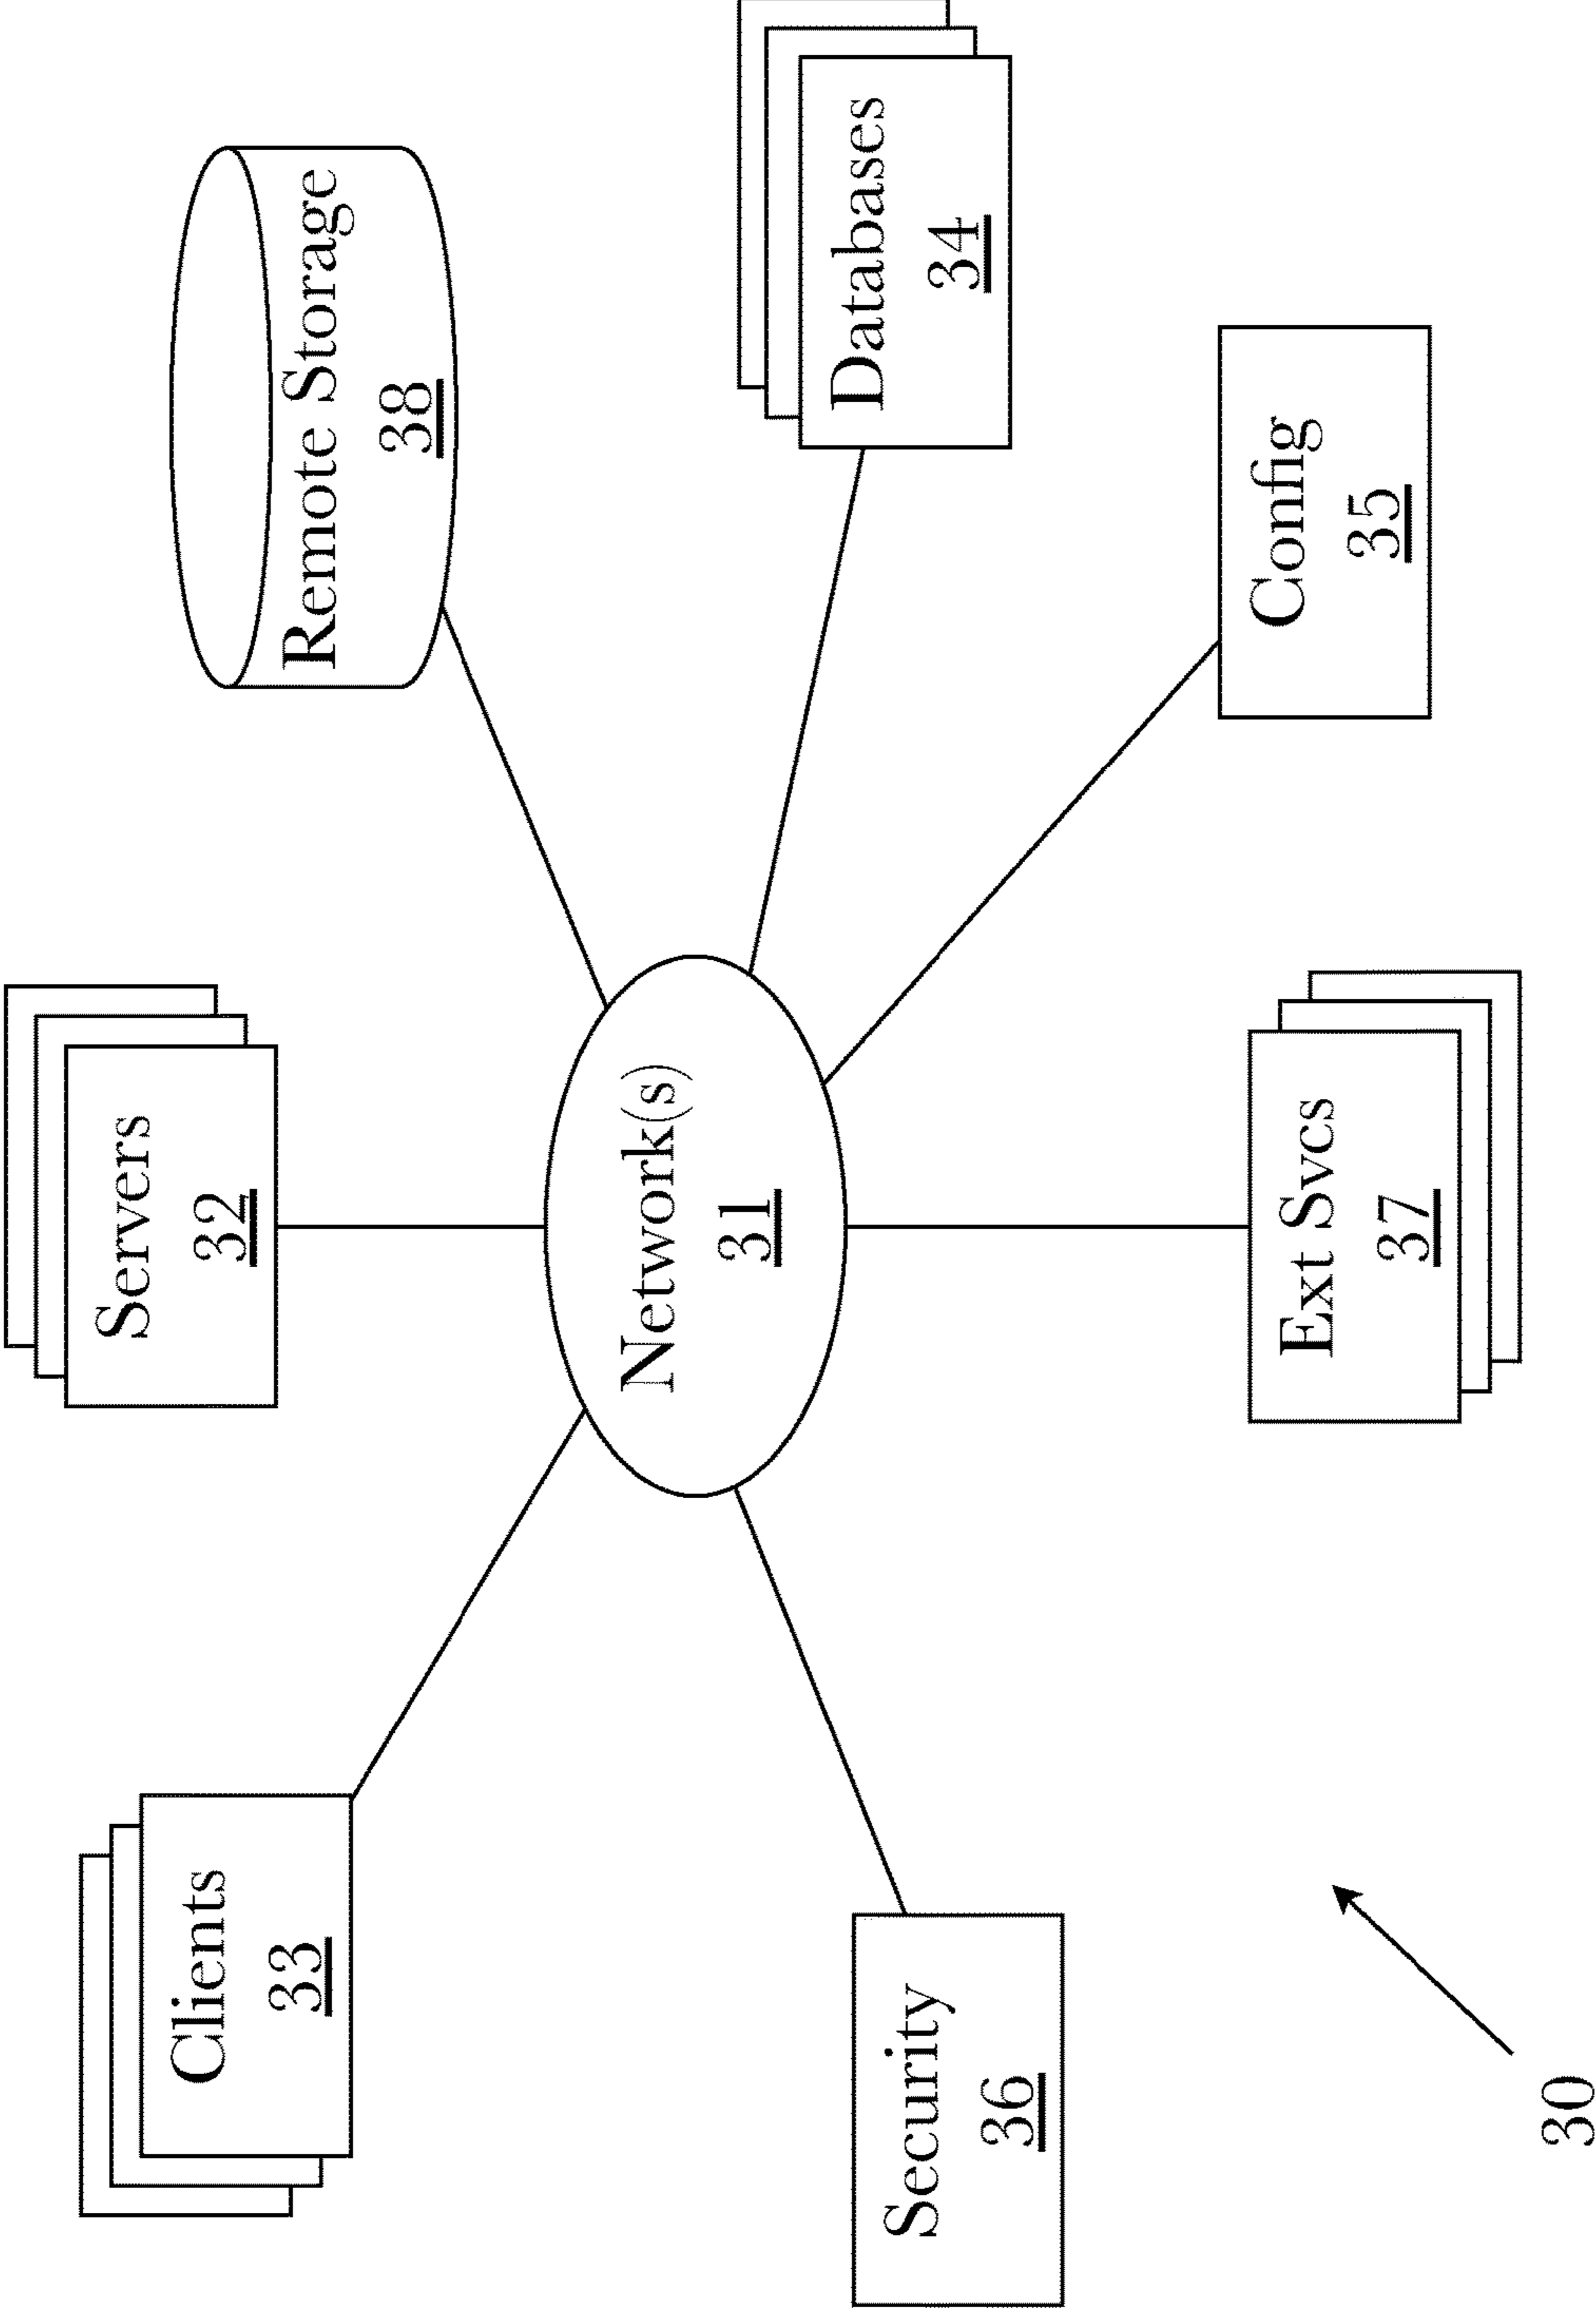 Clients
33
Servers
32
Remote Storage
38
Network(s)
31
Databases
34
Security
36
Ext Svcs
37
Config
35
30